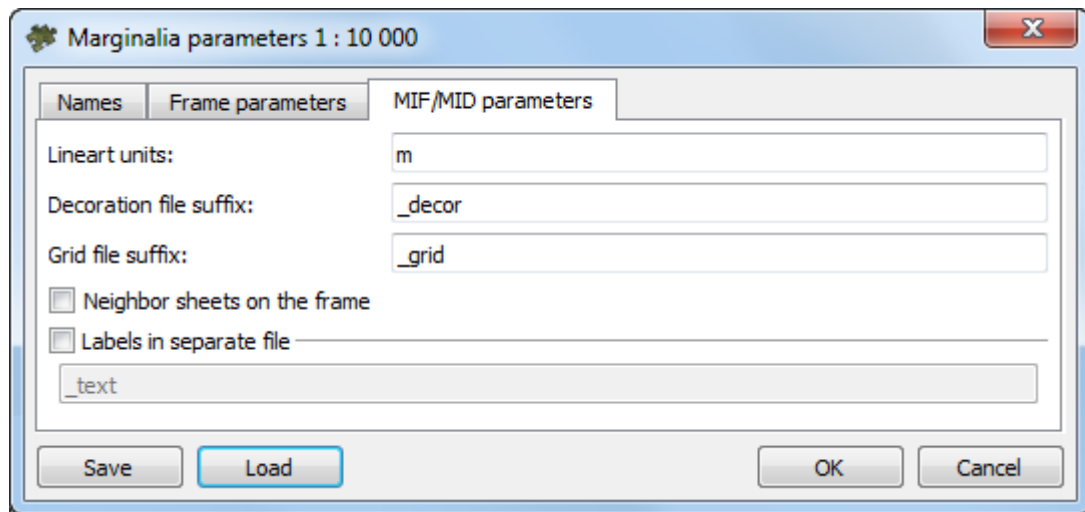 Marginalia parameters 1 : 10 000
Names Frame parameters MIF/MID parameters
Lineart units: m
Decoration file suffix: _decor
Grid file suffix: _grid
Neighbor sheets on the frame
Labels in separate file
_text
Save Load OK Cancel